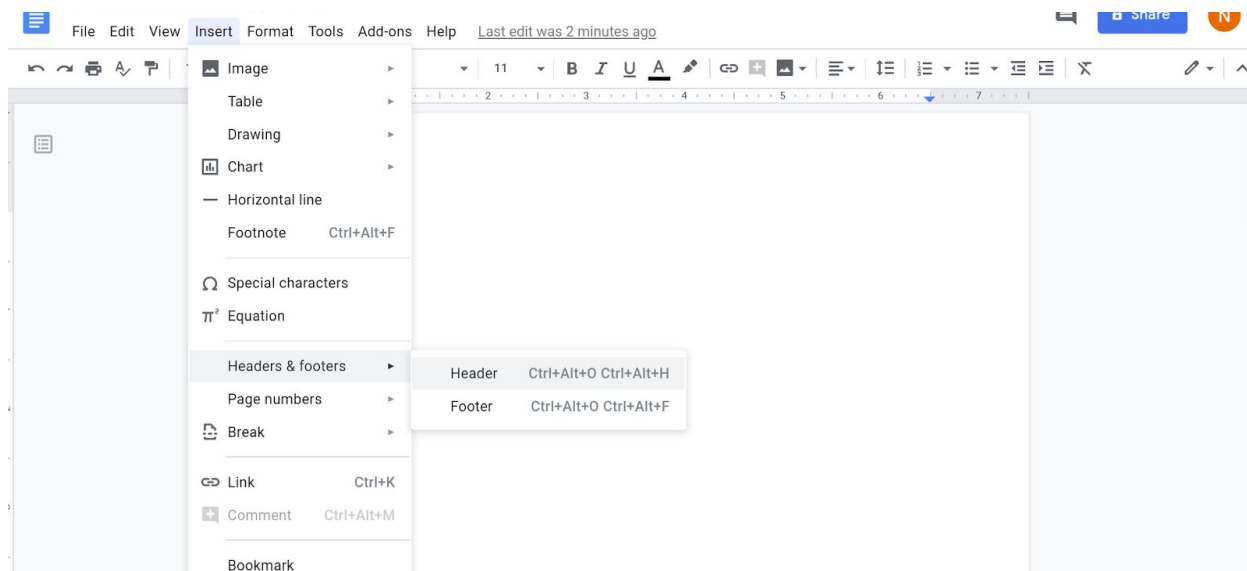 Share
N
File Edit View Insert Format Tools Add-ons Help Last edit was 2 minutes ago
11 B I U A
2 3 4 5 6 7
Image
Table
Drawing
Chart
Horizontal line
Footnote Ctrl+Alt+F
Ω Special characters
π² Equation
Headers & footers
Header Ctrl+Alt+O Ctrl+Alt+H
Page numbers
Footer Ctrl+Alt+O Ctrl+Alt+F
Break
Link Ctrl+K
Comment Ctrl+Alt+M
Bookmark